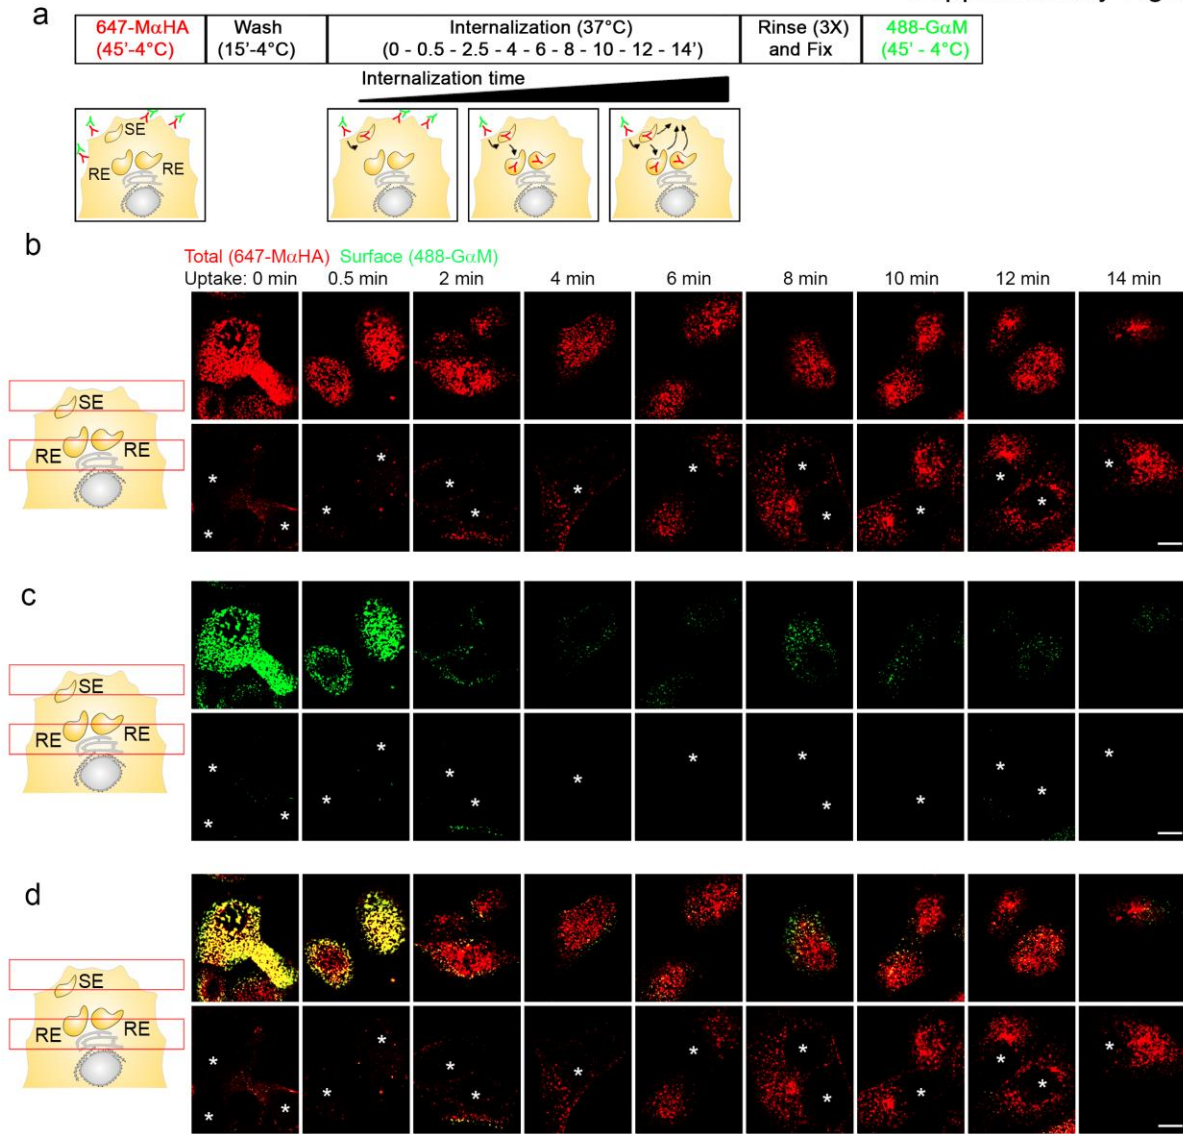 a
647-MαHA
(45'-4°C)
Wash
(15'-4°C)
Internalization (37°C)
(0 - 0.5 - 2.5 - 4 - 6 - 8 - 10 - 12 - 14')
Rinse (3X)
and Fix
488-GαM
(45' - 4°C)
Internalization time
SE
RE
RE
b
Total (647-MαHA) Surface (488-GαM)
Uptake: 0 min 0.5 min 2 min 4 min 6 min 8 min 10 min 12 min 14 min
SE
RE
RE
* * *
* *
* *
*
*
* *
*
* *
*
c
SE
RE
RE
* * *
* *
* *
*
*
* *
*
* *
*
d
SE
RE
RE
* * *
* *
* *
*
*
* *
*
* *
*